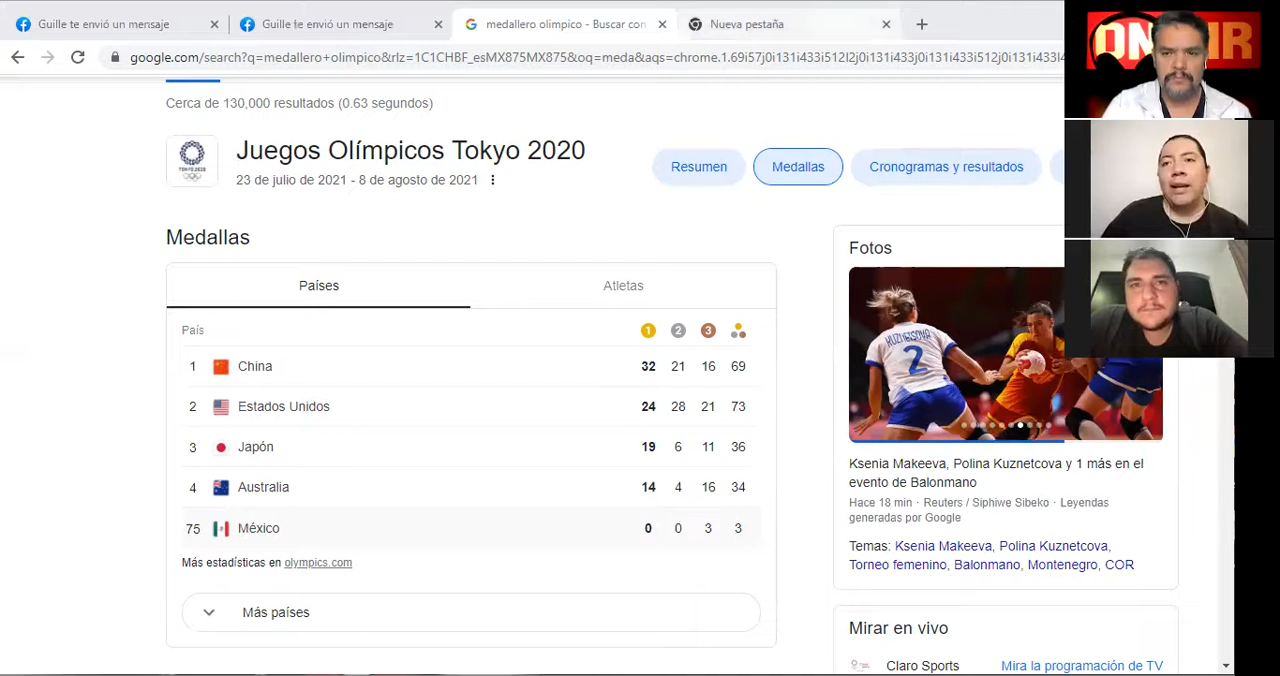 Guille te envió un mensaje
Guille te envió un mensaje
medallero olimpico - Buscar con
Nueva pestaña
google.com/search?q=medallero+olimpico&rlz=1C1CHBF_esMX875MX875&oq=meda&aqs=chrome.1.69i57j0i131i433i512l2j0i131i433j0i131i433i512j0i131i433l4
Cerca de 130,000 resultados (0.63 segundos)
TOKYO 2020
Juegos Olímpicos Tokyo 2020
23 de julio de 2021 - 8 de agosto de 2021
Resumen
Medallas
Cronogramas y resultados
Medallas
Países
Atletas
País 1 2 3
1 China 32 21 16 69
2 Estados Unidos 24 28 21 73
3 Japón 19 6 11 36
4 Australia 14 4 16 34
75 México 0 0 3 3
Más estadísticas en olympics.com
Más países
Fotos
KUZNETSOVA
2
Ksenia Makeeva, Polina Kuznetcova y 1 más en el
evento de Balonmano
Hace 18 min · Reuters / Siphiwe Sibeko · Leyendas
generadas por Google
Temas: Ksenia Makeeva, Polina Kuznetcova,
Torneo femenino, Balonmano, Montenegro, COR
Mirar en vivo
Claro Sports
Mira la programación de TV